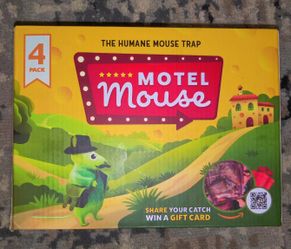 4
PACK
THE HUMANE MOUSE TRAP
MOTEL
Mouse
SHARE YOUR CATCH
WIN A GIFT CARD